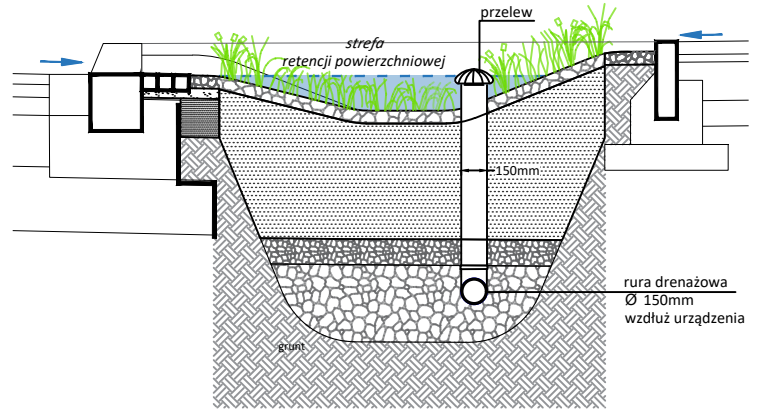 przelew
strefa
retencji powierzchniowej
150mm
rura drenażowa
Ø 150mm
wzdłuż urządzenia
grunt